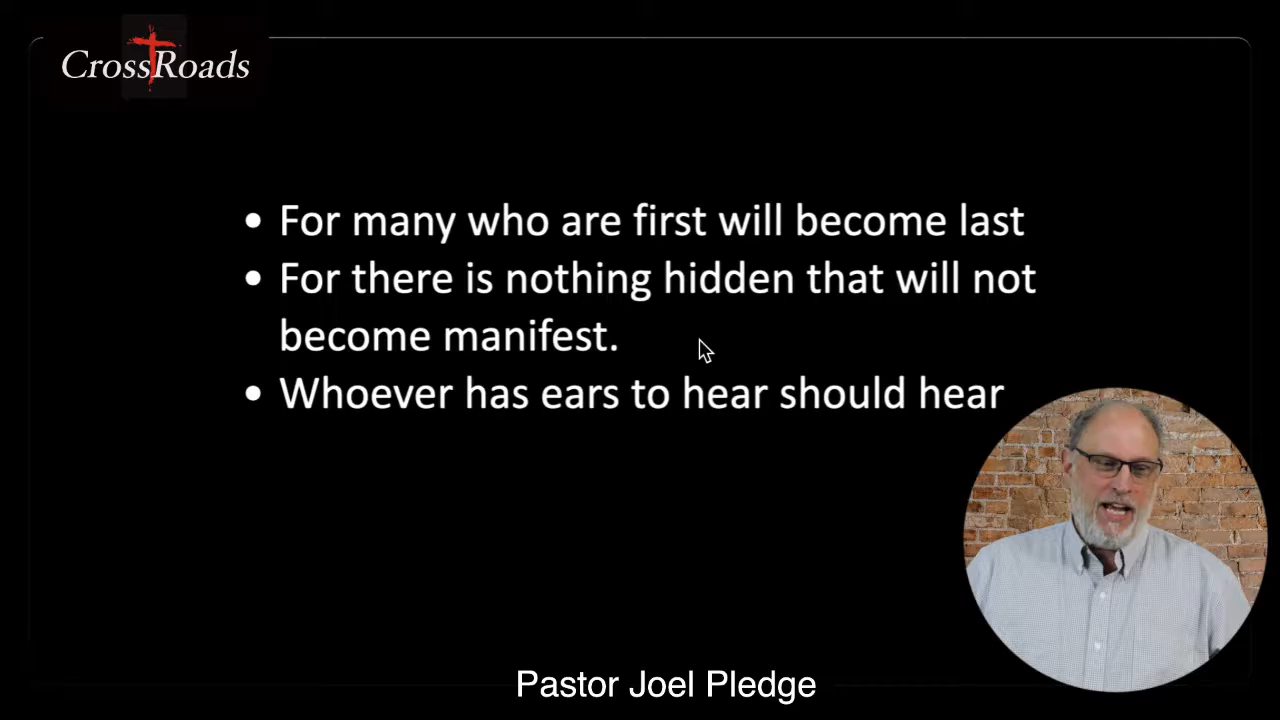 CrossRoads
• For many who are first will become last
• For there is nothing hidden that will not
become manifest.
• Whoever has ears to hear should hear
Pastor Joel Pledge